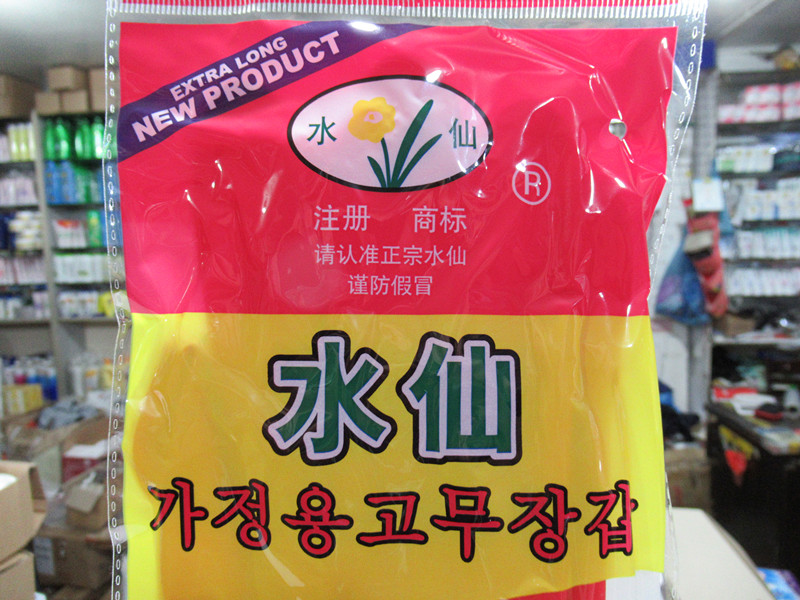 EXTRA LONG
NEW PRODUCT
水仙
®
注册 商标
请认准正宗水仙
谨防假冒
水仙
가정용고무장갑